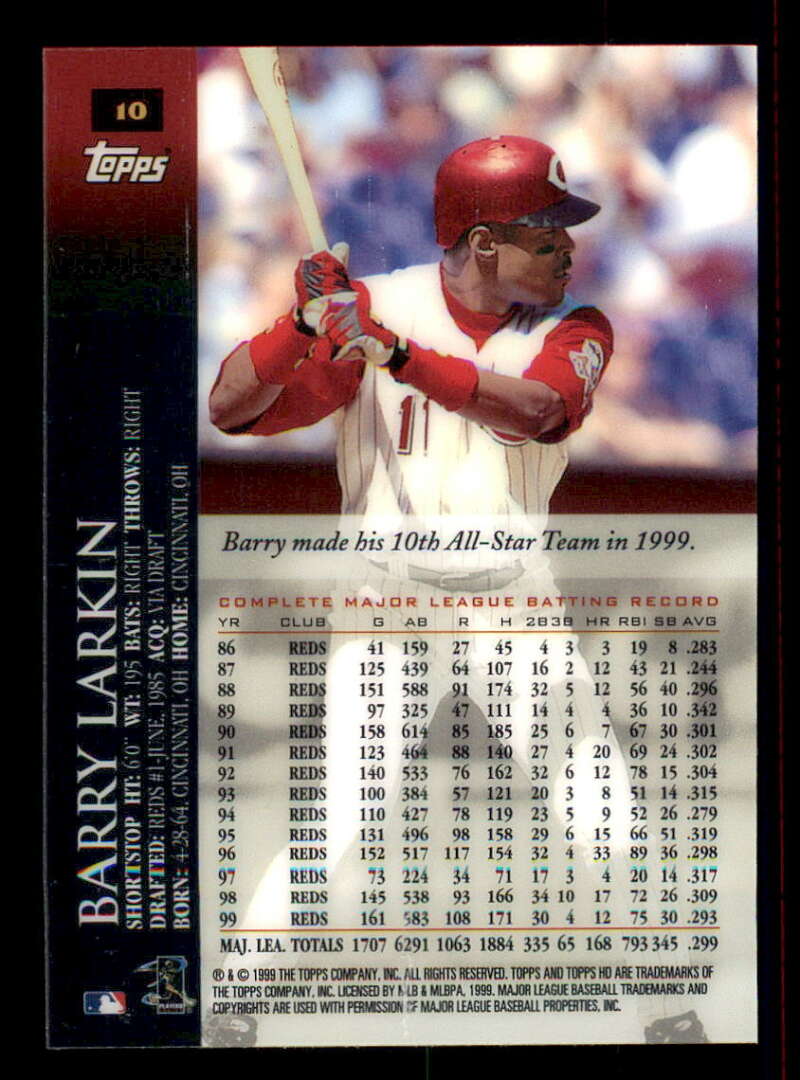 10
TOPPS
BARRY LARKIN
SHORTSTOP HT: 6'0" WT: 195 BATS: RIGHT THROWS: RIGHT
DRAFTED: REDS #1-JUNE, 1985 ACQ: VIA DRAFT
BORN: 4-28-64, CINCINNATI, OH HOME: CINCINNATI, OH
C
11
Barry made his 10th All-Star Team in 1999.
COMPLETE MAJOR LEAGUE BATTING RECORD
YR CLUB G AB R H 2B 3B HR RBI SB AVG
86 REDS 41 159 27 45 4 3 3 19 8 .283
87 REDS 125 439 64 107 16 2 12 43 21 .244
88 REDS 151 588 91 174 32 5 12 56 40 .296
89 REDS 97 325 47 111 14 4 4 36 10 .342
90 REDS 158 614 85 185 25 6 7 67 30 .301
91 REDS 123 464 88 140 27 4 20 69 24 .302
92 REDS 140 533 76 162 32 6 12 78 15 .304
93 REDS 100 384 57 121 20 3 8 51 14 .315
94 REDS 110 427 78 119 23 5 9 52 26 .279
95 REDS 131 496 98 158 29 6 15 66 51 .319
96 REDS 152 517 117 154 32 4 33 89 36 .298
97 REDS 73 224 34 71 17 3 4 20 14 .317
98 REDS 145 538 93 166 34 10 17 72 26 .309
99 REDS 161 583 108 171 30 4 12 75 30 .293
MAJ. LEA. TOTALS 1707 6291 1063 1884 335 65 168 793 345 .299
® & © 1999 THE TOPPS COMPANY, INC. ALL RIGHTS RESERVED. TOPPS AND TOPPS HD ARE TRADEMARKS OF
THE TOPPS COMPANY, INC. LICENSED BY MLB & MLBPA, 1999. MAJOR LEAGUE BASEBALL TRADEMARKS AND
COPYRIGHTS ARE USED WITH PERMISSION OF MAJOR LEAGUE BASEBALL PROPERTIES, INC.